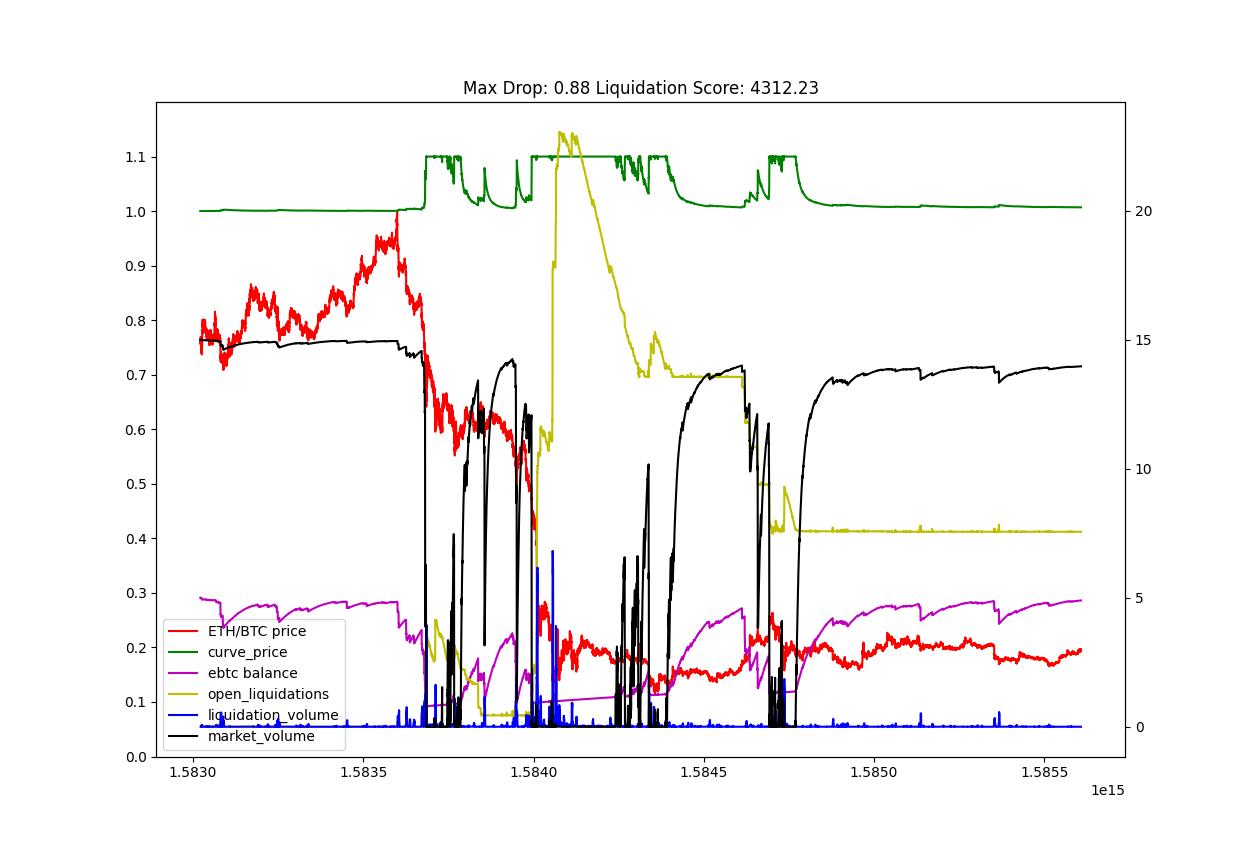 Max Drop: 0.88 Liquidation Score: 4312.23
1.1
1.0
0.9
0.8
0.7
0.6
0.5
0.4
0.3
0.2
0.1
0.0
20
15
10
5
0
ETH/BTC price
curve_price
ebtc balance
open_liquidations
liquidation_volume
market_volume
1.5830 1.5835 1.5840 1.5845 1.5850 1.5855
1e15